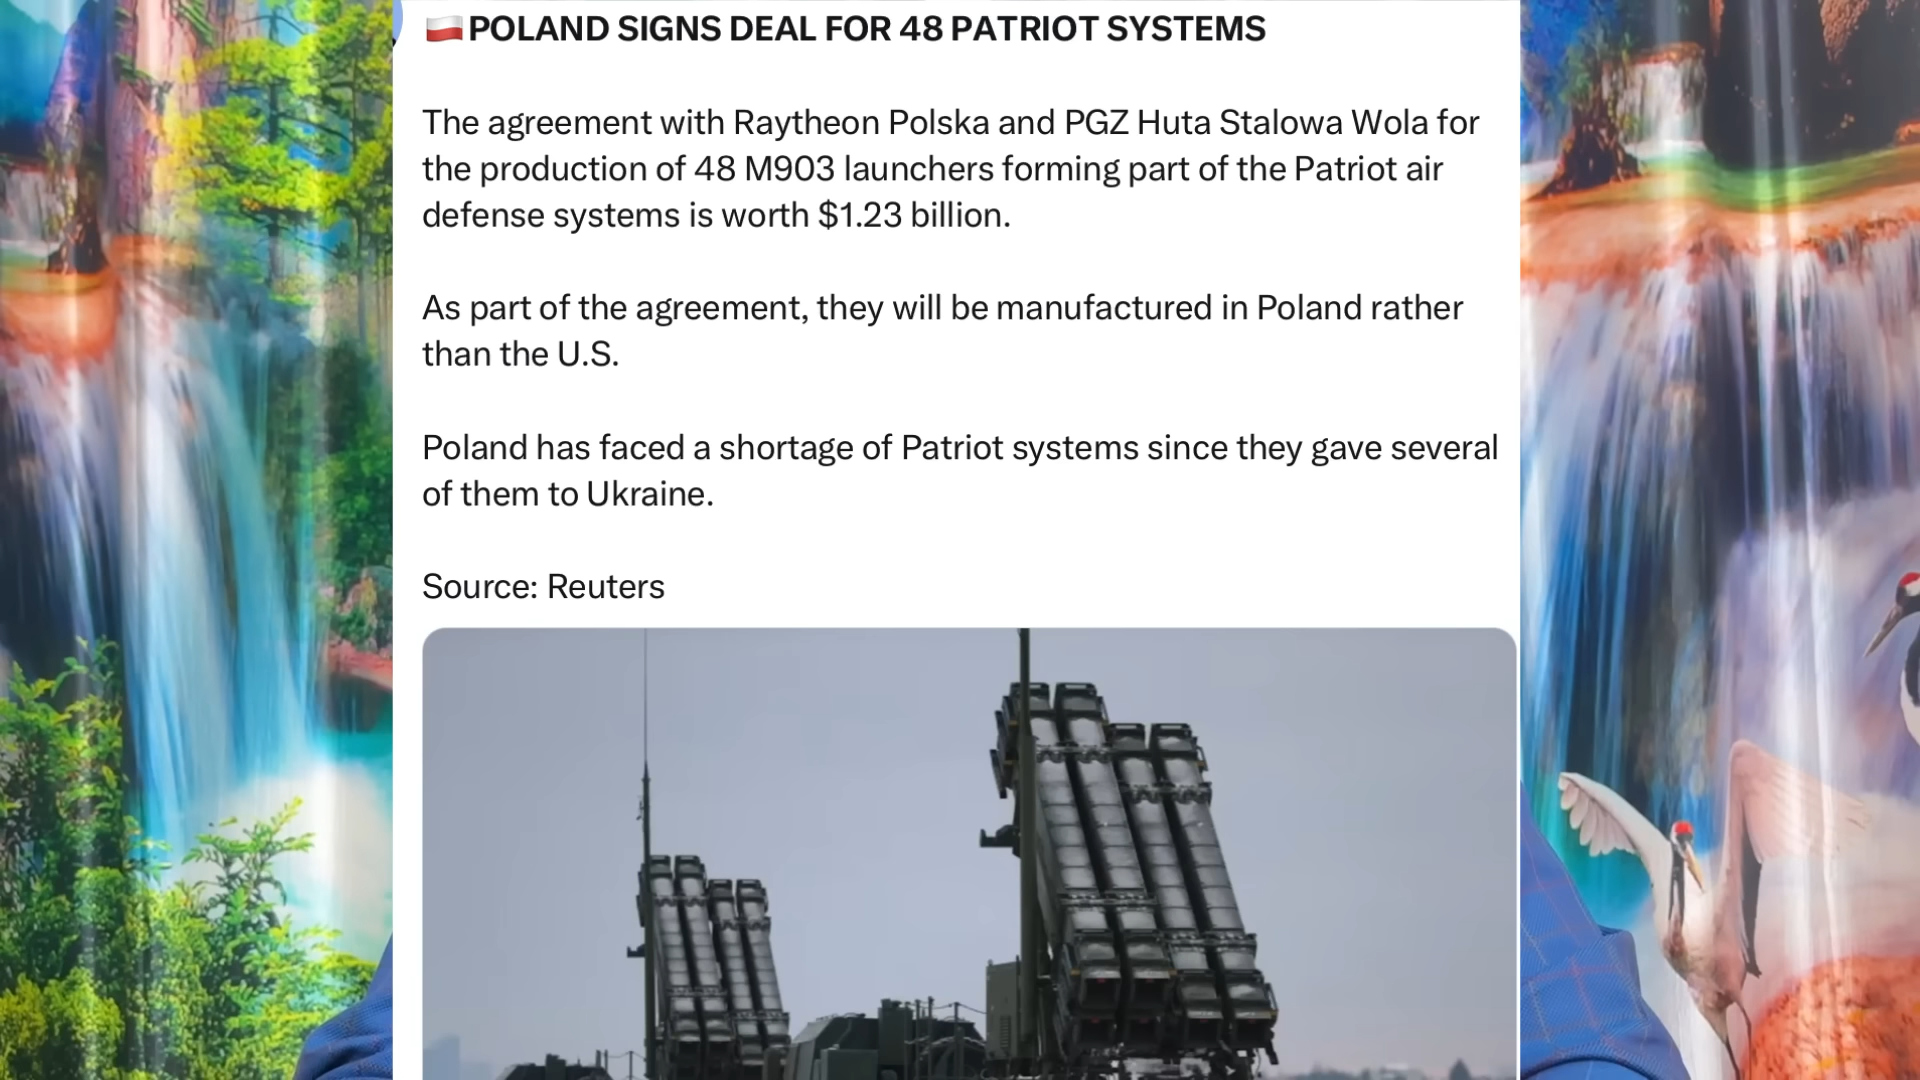 🇵🇱POLAND SIGNS DEAL FOR 48 PATRIOT SYSTEMS
The agreement with Raytheon Polska and PGZ Huta Stalowa Wola for
the production of 48 M903 launchers forming part of the Patriot air
defense systems is worth $1.23 billion.
As part of the agreement, they will be manufactured in Poland rather
than the U.S.
Poland has faced a shortage of Patriot systems since they gave several
of them to Ukraine.
Source: Reuters